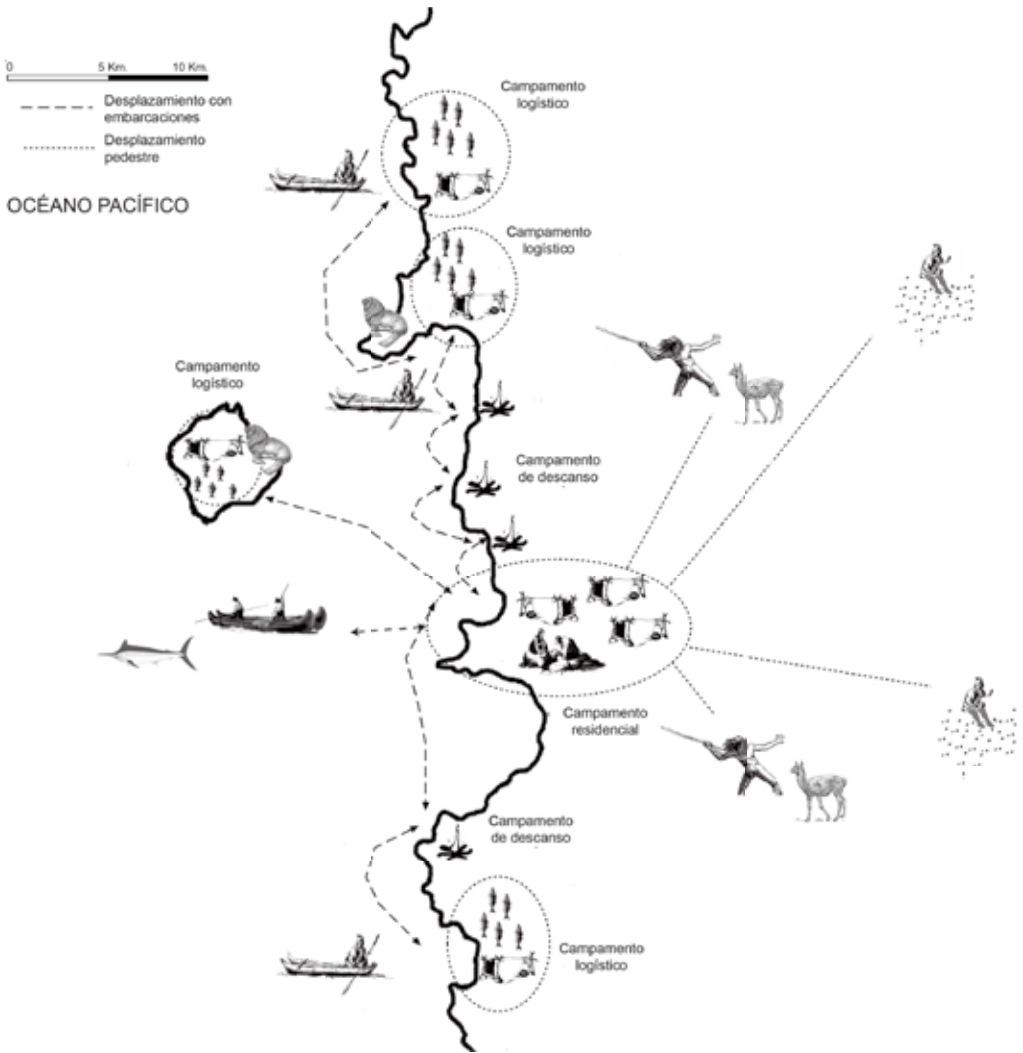 0 5 Km. 10 Km.
Desplazamiento con
embarcaciones
Desplazamiento
pedestre
OCÉANO PACÍFICO
Campamento
logístico
Campamento
logístico
Campamento
logístico
Campamento
de descanso
Campamento
residencial
Campamento
de descanso
Campamento
logístico